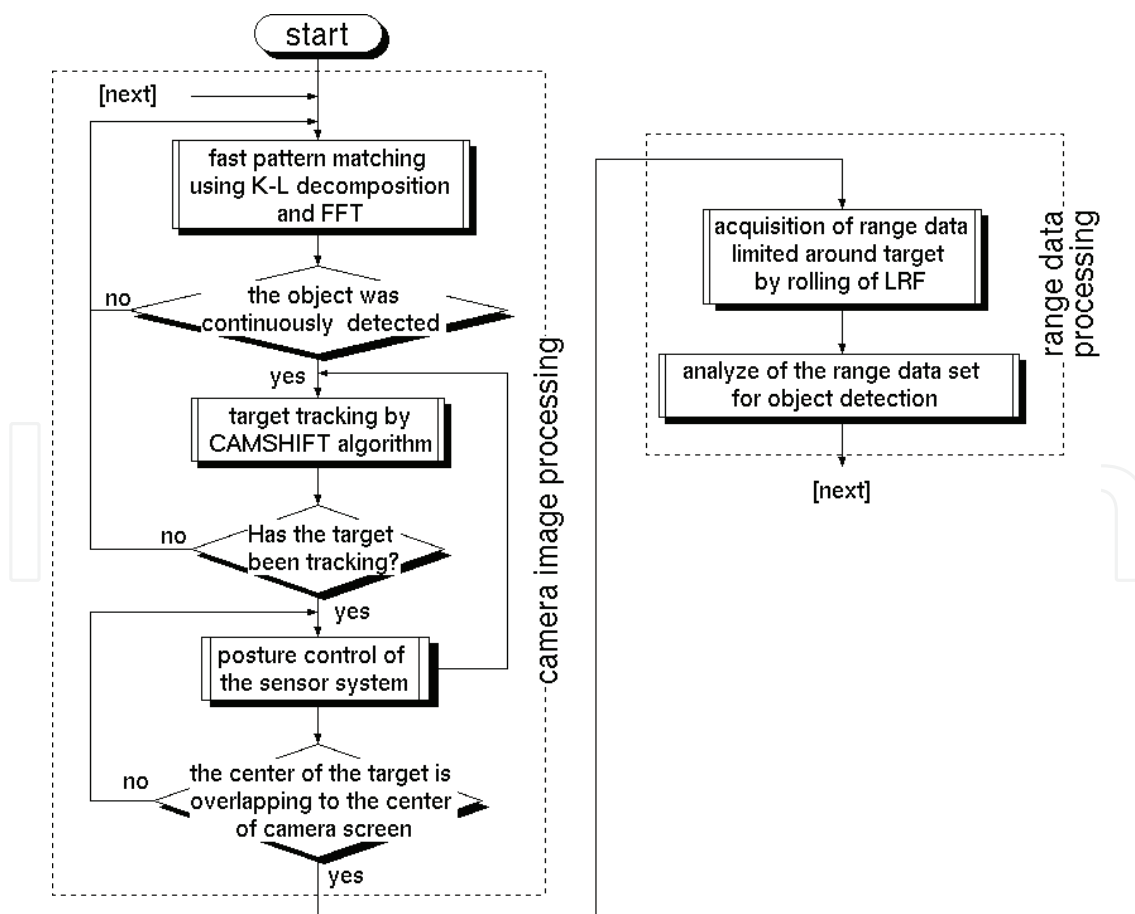 start
[next]
fast pattern matching
using K-L decomposition
and FFT
no
the object was
continuously detected
yes
target tracking by
CAMSHIFT algorithm
no
Has the target
been tracking?
yes
posture control of
the sensor system
no
the center of the target is
overlapping to the center
of camera screen
yes
camera image processing
acquisition of range data
limited around target
by rolling of LRF
analyze of the range data set
for object detection
[next]
range data
processing